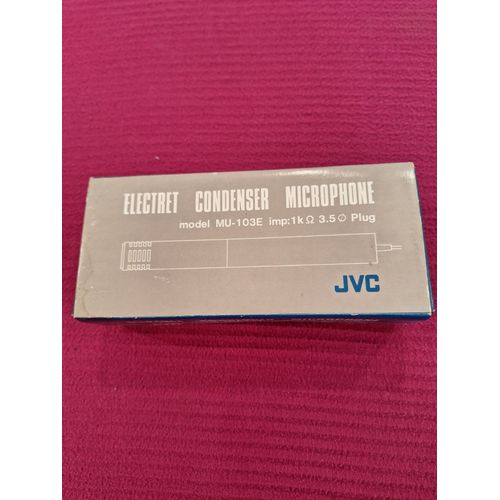 ELECTRET CONDENSER MICROPHONE
model MU-103E imp:1kΩ 3.5∅ Plug
JVC